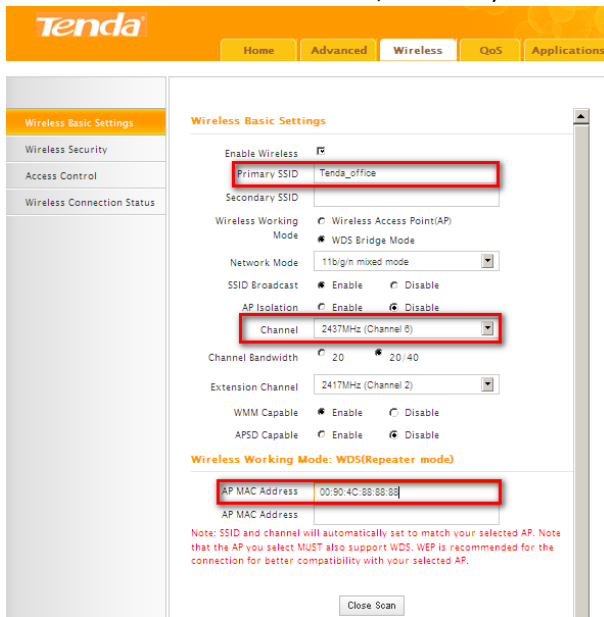 Tenda
Home Advanced Wireless QoS Applications
Wireless Basic Settings
Wireless Security
Access Control
Wireless Connection Status
Wireless Basic Settings
Enable Wireless
Primary SSID Tenda_office
Secondary SSID
Wireless Working Mode Wireless Access Point(AP)
WDS Bridge Mode
Network Mode 11b/g/n mixed mode
SSID Broadcast Enable Disable
AP Isolation Enable Disable
Channel 2437MHz (Channel 6)
Channel Bandwidth 20 20/40
Extension Channel 2417MHz (Channel 2)
WMM Capable Enable Disable
APSD Capable Enable Disable
Wireless Working Mode: WDS(Repeater mode)
AP MAC Address 00:90:4C:88:88:88
AP MAC Address
Note: SSID and channel will automatically set to match your selected AP. Note
that the AP you select MUST also support WDS. WEP is recommended for the
connection for better compatibility with your selected AP.
Close Scan